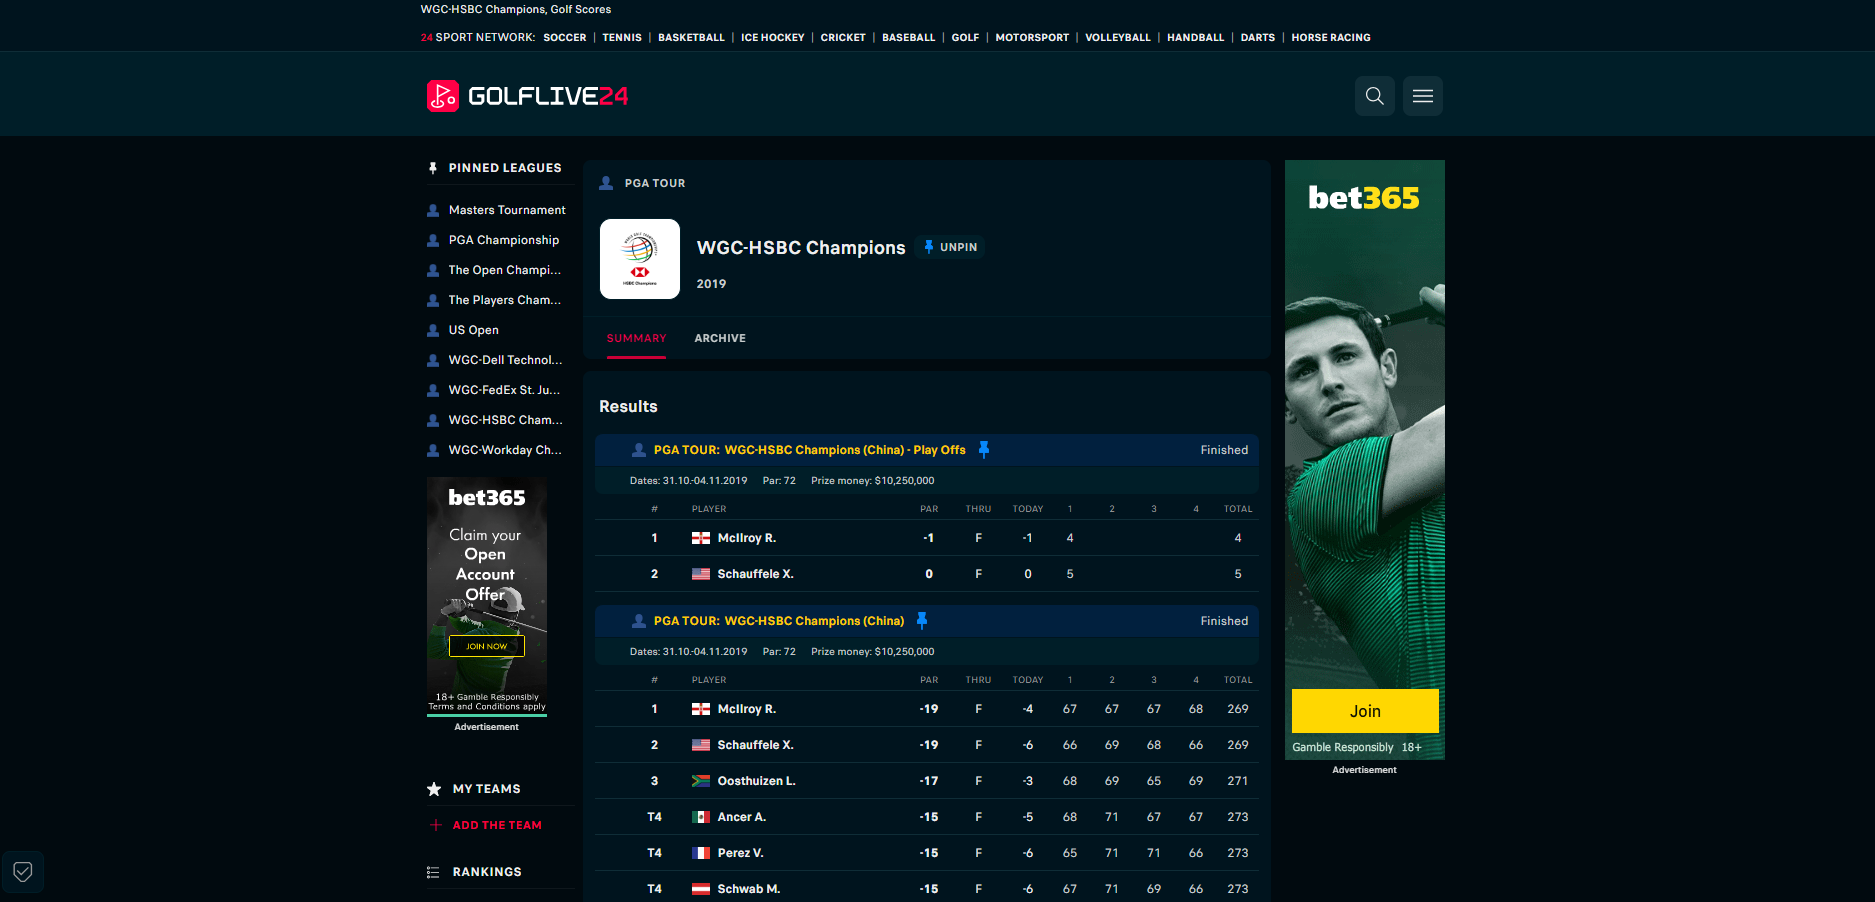 WGC-HSBC Champions, Golf Scores
24 SPORT NETWORK: SOCCER | TENNIS | BASKETBALL | ICE HOCKEY | CRICKET | BASEBALL | GOLF | MOTORSPORT | VOLLEYBALL | HANDBALL | DARTS | HORSE RACING
GOLFLIVE24
PINNED LEAGUES
Masters Tournament
PGA Championship
The Open Champi...
The Players Cham...
US Open
WGC-Dell Technol...
WGC-FedEx St. Ju...
WGC-HSBC Cham...
WGC-Workday Ch...
bet365
Claim your
Open
Account
Offer
JOIN NOW
18+ Gamble Responsibly
Terms and Conditions apply
Advertisement
MY TEAMS
ADD THE TEAM
RANKINGS
PGA TOUR
HSBC Champions
WGC-HSBC Champions UNPIN
2019
SUMMARY ARCHIVE
Results
PGA TOUR: WGC-HSBC Champions (China) - Play Offs Finished
Dates: 31.10.-04.11.2019 Par: 72 Prize money: $10,250,000
# PLAYER PAR THRU TODAY 1 2 3 4 TOTAL
1 McIlroy R. -1 F -1 4 4
2 Schauffele X. 0 F 0 5 5
PGA TOUR: WGC-HSBC Champions (China) Finished
Dates: 31.10.-04.11.2019 Par: 72 Prize money: $10,250,000
# PLAYER PAR THRU TODAY 1 2 3 4 TOTAL
1 McIlroy R. -19 F -4 67 67 67 68 269
2 Schauffele X. -19 F -6 66 69 68 66 269
3 Oosthuizen L. -17 F -3 68 69 65 69 271
T4 Ancer A. -15 F -5 68 71 67 67 273
T4 Perez V. -15 F -6 65 71 71 66 273
T4 Schwab M. -15 F -6 67 71 69 66 273
bet365
Join
Gamble Responsibly 18+
Advertisement